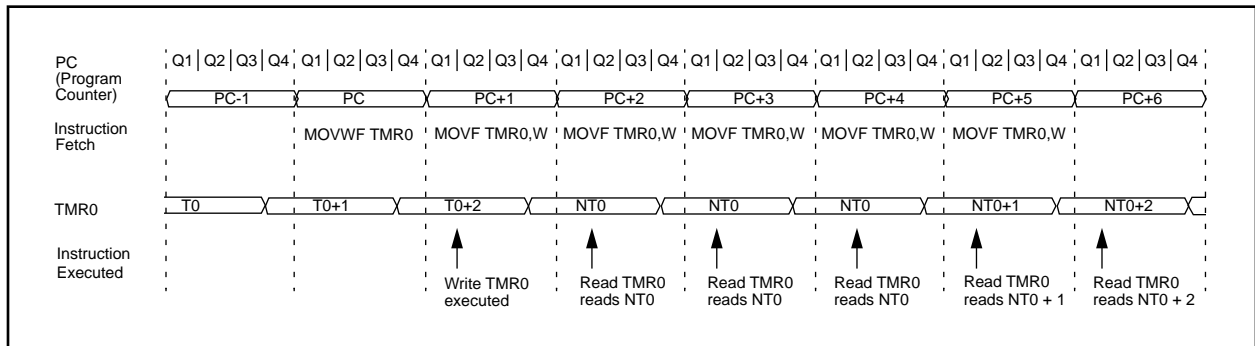 PC
(Program
Counter)
Q1 Q2 Q3 Q4 Q1 Q2 Q3 Q4 Q1 Q2 Q3 Q4 Q1 Q2 Q3 Q4 Q1 Q2 Q3 Q4 Q1 Q2 Q3 Q4 Q1 Q2 Q3 Q4 Q1 Q2 Q3 Q4
PC-1 PC PC+1 PC+2 PC+3 PC+4 PC+5 PC+6
Instruction
Fetch
MOVWF TMR0 MOVF TMR0,W MOVF TMR0,W MOVF TMR0,W MOVF TMR0,W MOVF TMR0,W
TMR0
T0 T0+1 T0+2 NT0 NT0 NT0 NT0+1 NT0+2
Instruction
Executed
Write TMR0
executed
Read TMR0
reads NT0
Read TMR0
reads NT0
Read TMR0
reads NT0
Read TMR0
reads NT0 + 1
Read TMR0
reads NT0 + 2